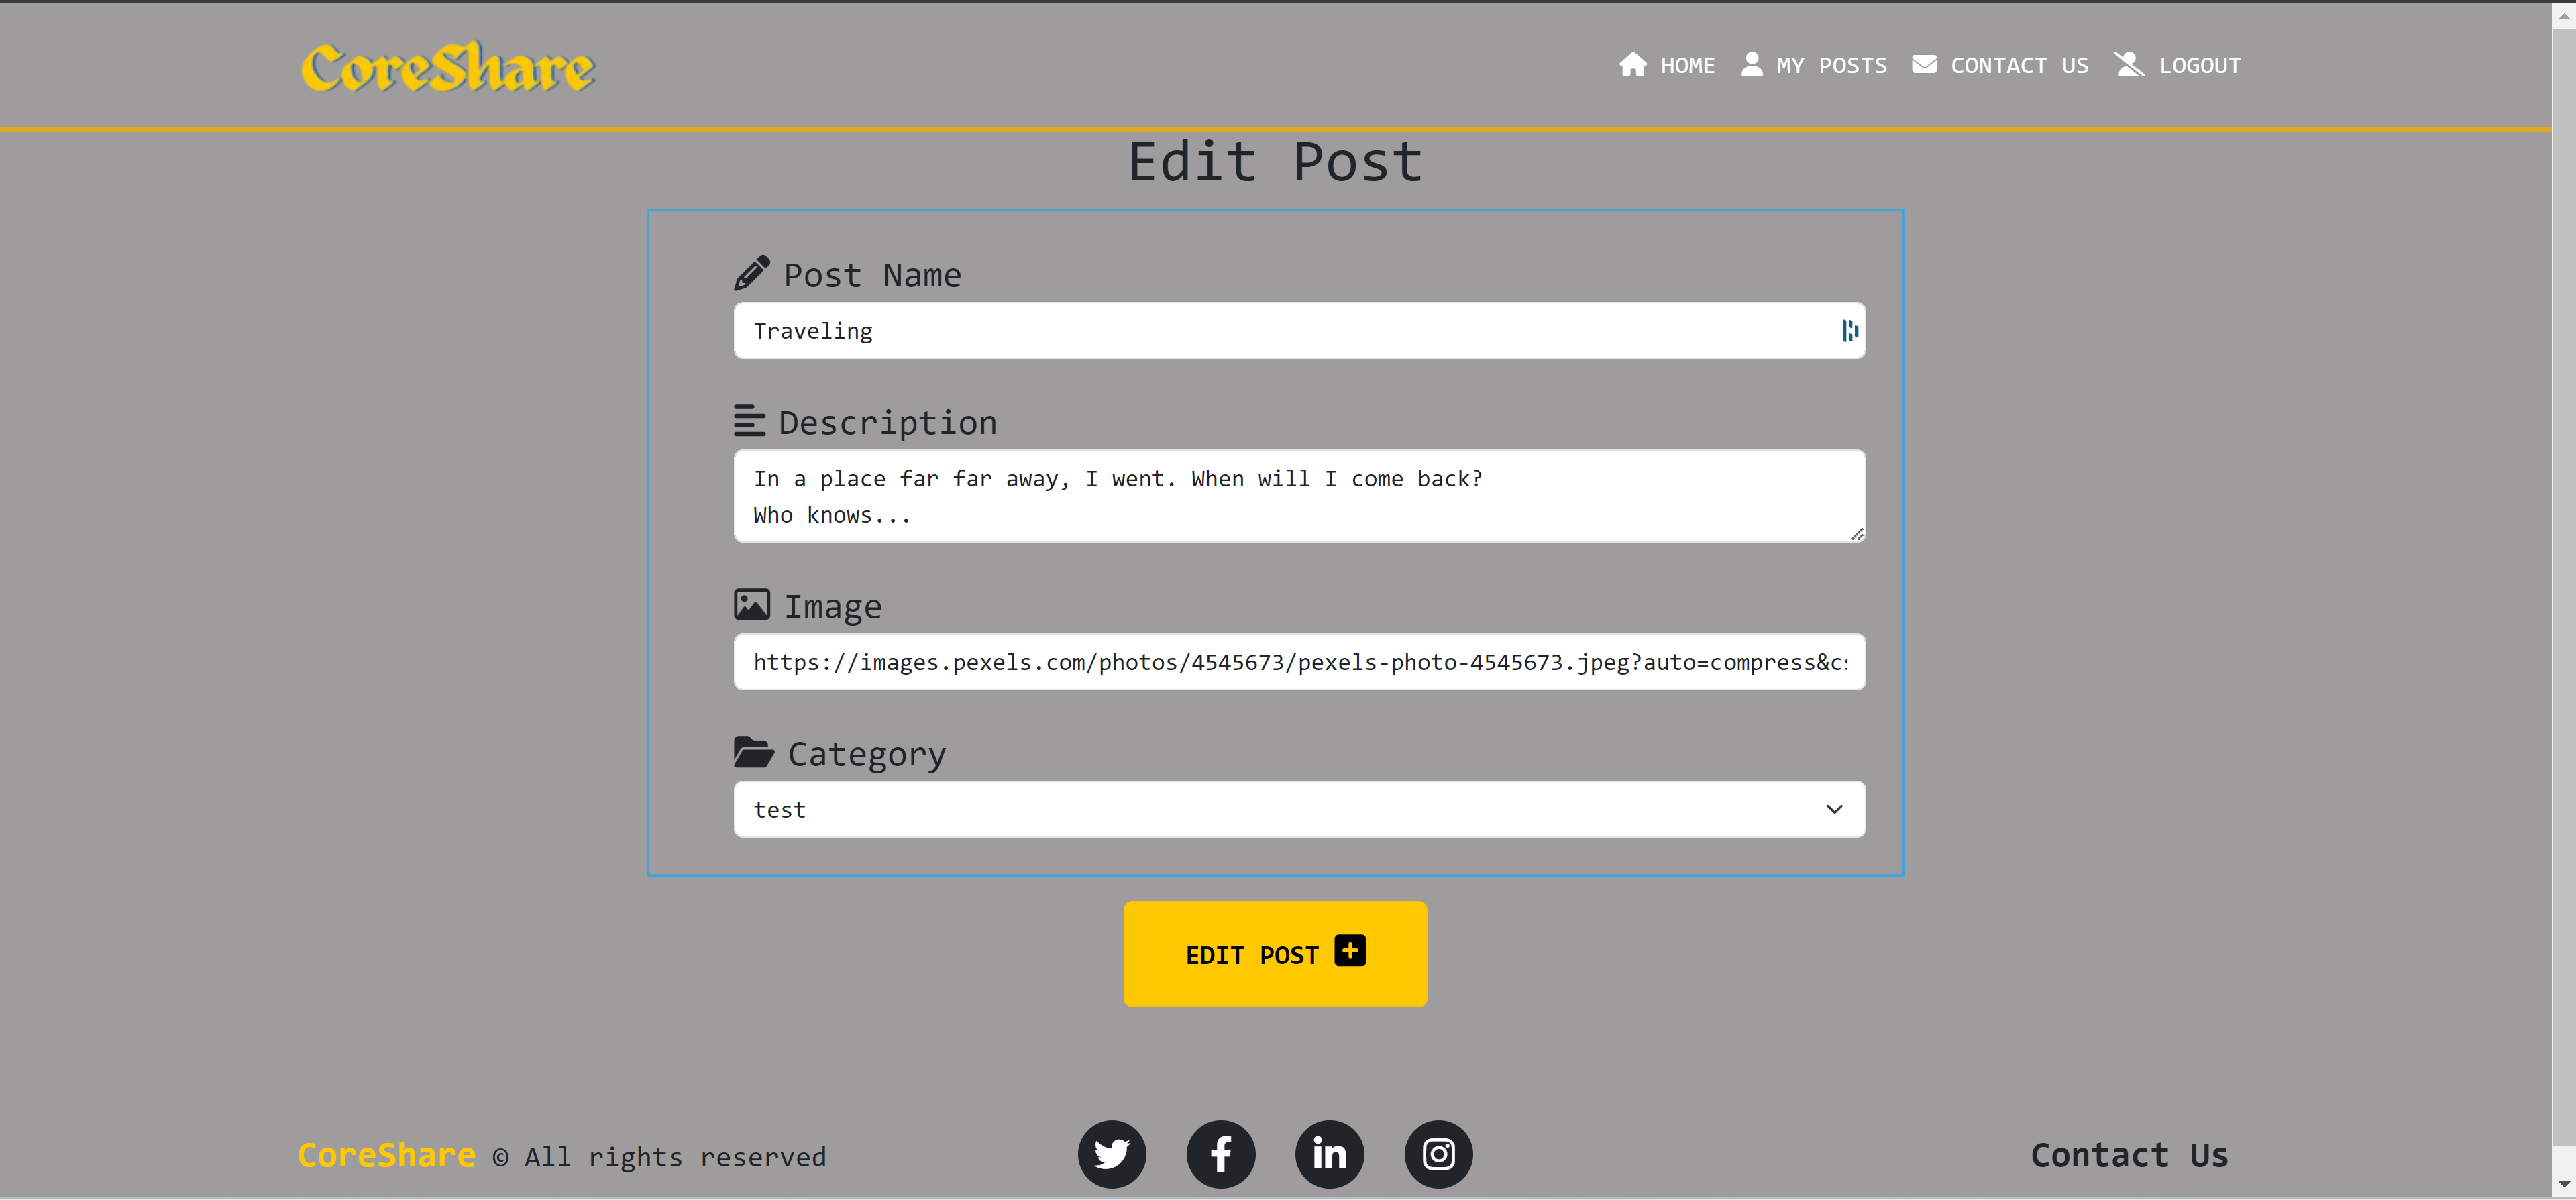 CoreShare
HOME MY POSTS CONTACT US LOGOUT
Edit Post
Post Name
Traveling
Description
In a place far far away, I went. When will I come back?
Who knows...
Image
https://images.pexels.com/photos/4545673/pexels-photo-4545673.jpeg?auto=compress&c
Category
test
EDIT POST
CoreShare © All rights reserved
Contact Us